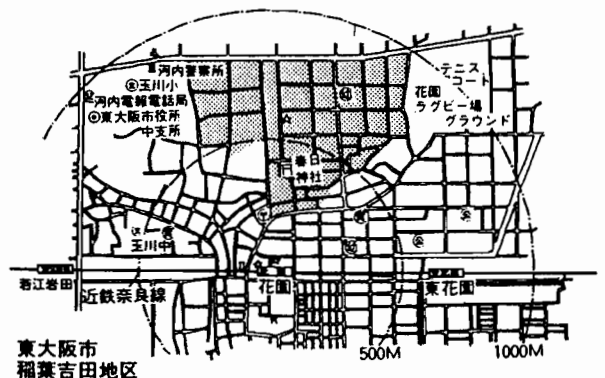 河内警察所
玉川小
河内電報電話局
東大阪市役所
中支所
テニス
コート
花園
ラグビー場
グラウンド
春日
神社
玉川中
若江岩田
近鉄奈良線
花園
東花園
500M
1000M
東大阪市
稲葉吉田地区